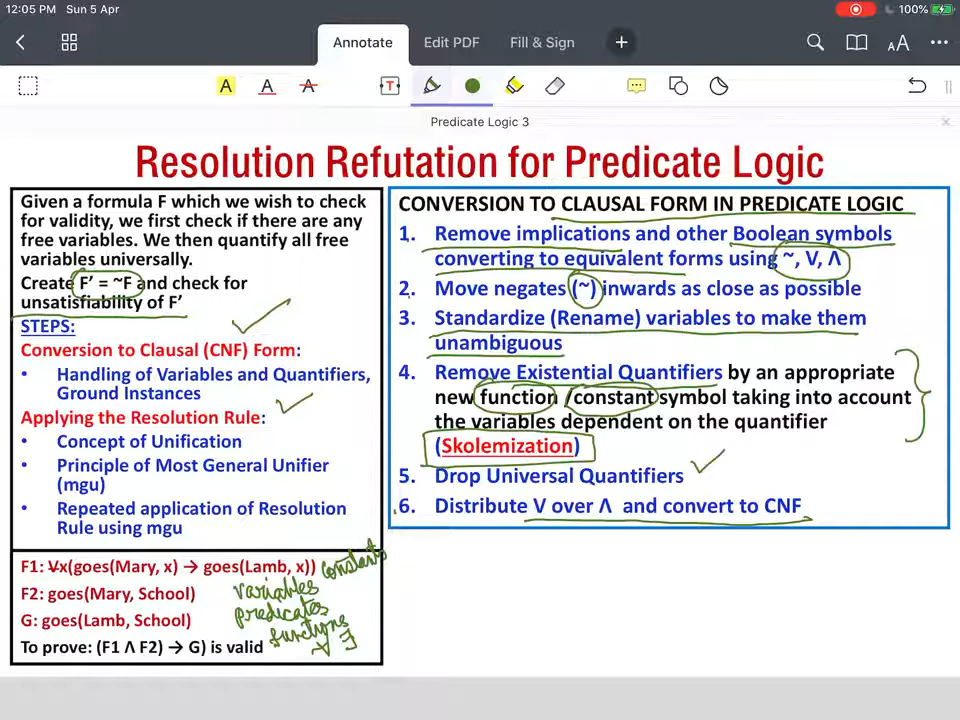 12:05 PM Sun 5 Apr
100%
Annotate Edit PDF Fill & Sign
AA
A A A T
Predicate Logic 3
Resolution Refutation for Predicate Logic
Given a formula F which we wish to check
for validity, we first check if there are any
free variables. We then quantify all free
variables universally.
Create F' = ~F and check for
unsatisfiability of F'
STEPS:
Conversion to Clausal (CNF) Form:
• Handling of Variables and Quantifiers,
Ground Instances
Applying the Resolution Rule:
• Concept of Unification
• Principle of Most General Unifier
(mgu)
• Repeated application of Resolution
Rule using mgu
F1: ∀x(goes(Mary, x) → goes(Lamb, x))
F2: goes(Mary, School)
G: goes(Lamb, School)
To prove: (F1 Λ F2) → G) is valid
constants
variables
predicates
functions
∀ ∃
CONVERSION TO CLAUSAL FORM IN PREDICATE LOGIC
1. Remove implications and other Boolean symbols
converting to equivalent forms using ~, V, Λ
2. Move negates (~) inwards as close as possible
3. Standardize (Rename) variables to make them
unambiguous
4. Remove Existential Quantifiers by an appropriate
new function /constant symbol taking into account
the variables dependent on the quantifier
(Skolemization)
5. Drop Universal Quantifiers
6. Distribute V over Λ and convert to CNF